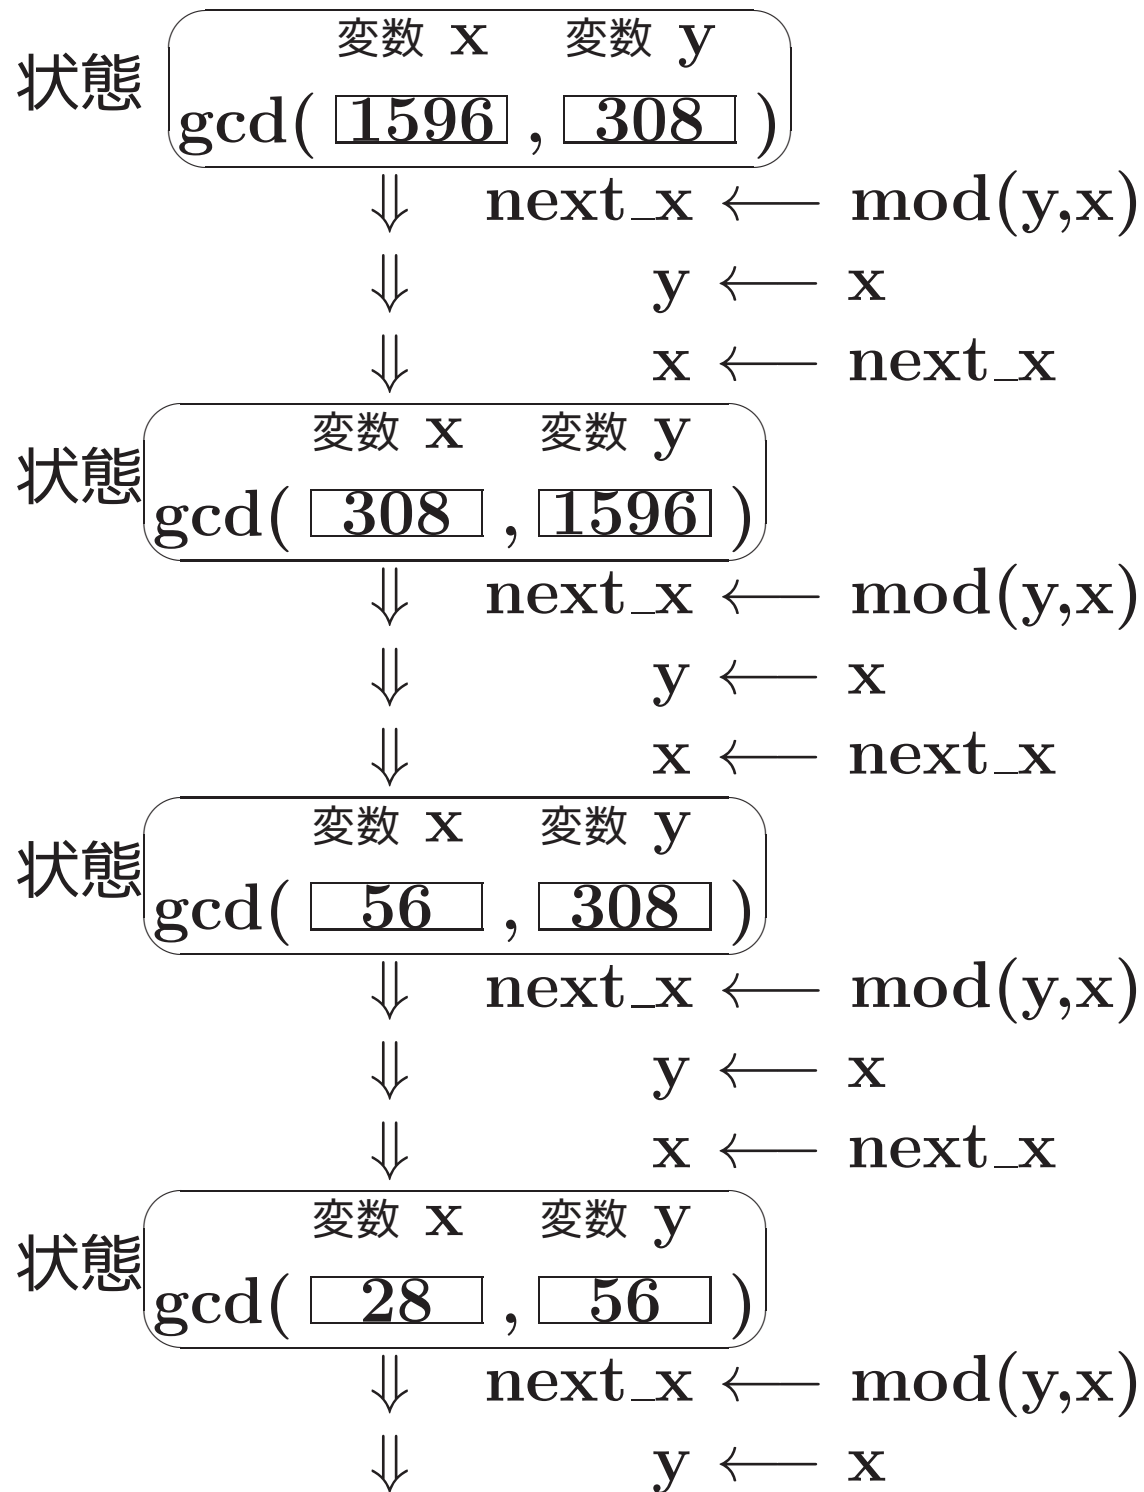 変数 x 変数 y
状態 gcd( 1596 , 308 )
⇓ next_x ⟵ mod(y,x)
⇓ y ⟵ x
⇓ x ⟵ next_x
変数 x 変数 y
状態 gcd( 308 , 1596 )
⇓ next_x ⟵ mod(y,x)
⇓ y ⟵ x
⇓ x ⟵ next_x
変数 x 変数 y
状態 gcd( 56 , 308 )
⇓ next_x ⟵ mod(y,x)
⇓ y ⟵ x
⇓ x ⟵ next_x
変数 x 変数 y
状態 gcd( 28 , 56 )
⇓ next_x ⟵ mod(y,x)
⇓ y ⟵ x